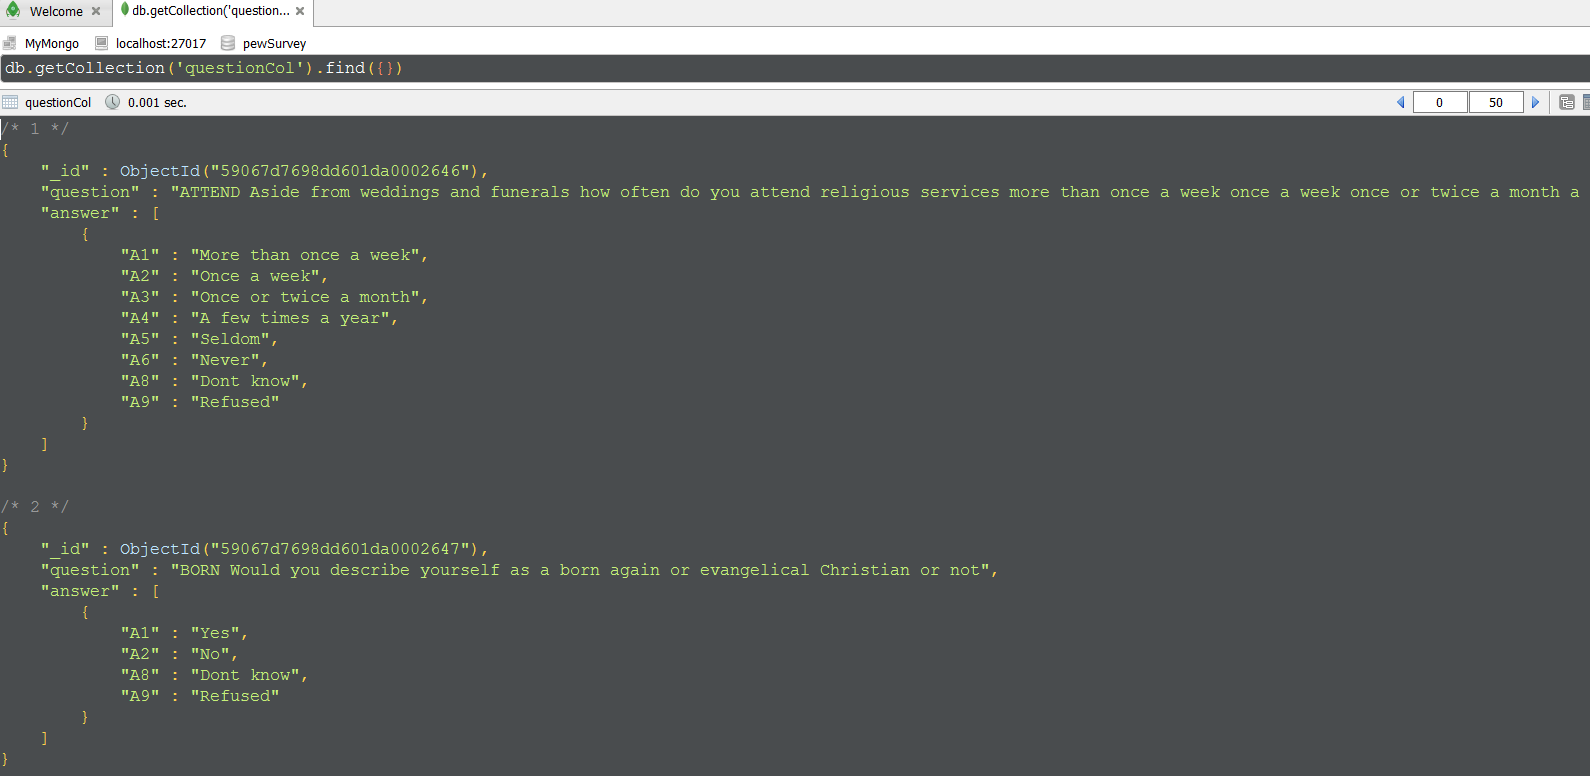 Welcome
db.getCollection('question...
MyMongo localhost:27017 pewSurvey
db.getCollection('questionCol').find({})
questionCol 0.001 sec. 0 50
/* 1 */
{
    "_id" : ObjectId("59067d7698dd601da0002646"),
    "question" : "ATTEND Aside from weddings and funerals how often do you attend religious services more than once a week once a week once or twice a month a
    "answer" : [
        {
            "A1" : "More than once a week",
            "A2" : "Once a week",
            "A3" : "Once or twice a month",
            "A4" : "A few times a year",
            "A5" : "Seldom",
            "A6" : "Never",
            "A8" : "Dont know",
            "A9" : "Refused"
        }
    ]
}
/* 2 */
{
    "_id" : ObjectId("59067d7698dd601da0002647"),
    "question" : "BORN Would you describe yourself as a born again or evangelical Christian or not",
    "answer" : [
        {
            "A1" : "Yes",
            "A2" : "No",
            "A8" : "Dont know",
            "A9" : "Refused"
        }
    ]
}